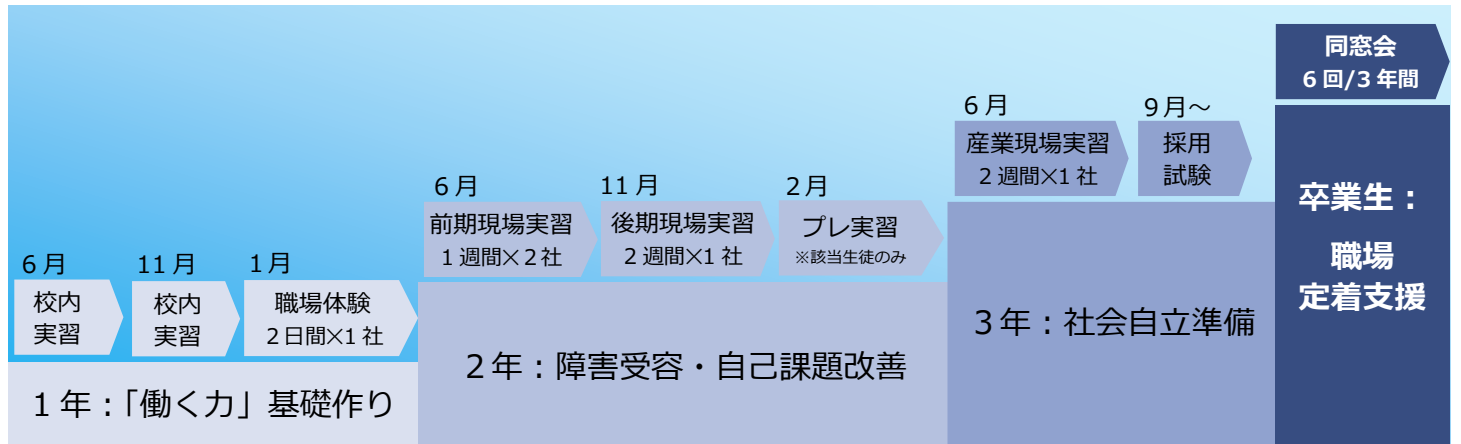 6月
校内
実習
11月
校内
実習
1月
職場体験
2日間×1社
1年：「働く力」基礎作り
6月
前期現場実習
1週間×2社
11月
後期現場実習
2週間×1社
2月
プレ実習
※該当生徒のみ
2年：障害受容・自己課題改善
6月
産業現場実習
2週間×1社
9月～
採用
試験
3年：社会自立準備
同窓会
6回/3年間
卒業生：
職場
定着支援